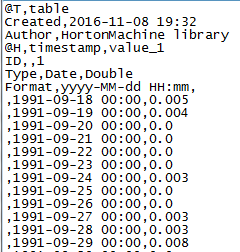 @T,table
Created,2016-11-08 19:32
Author,HortonMachine library
@H,timestamp,value_1
ID,,1
Type,Date,Double
Format,yyyy-MM-dd HH:mm,
,1991-09-18 00:00,0.005
,1991-09-19 00:00,0.004
,1991-09-20 00:00,0.0
,1991-09-21 00:00,0.0
,1991-09-22 00:00,0.0
,1991-09-23 00:00,0.0
,1991-09-24 00:00,0.003
,1991-09-25 00:00,0.0
,1991-09-26 00:00,0.0
,1991-09-27 00:00,0.003
,1991-09-28 00:00,0.003
,1991-09-29 00:00,0.008